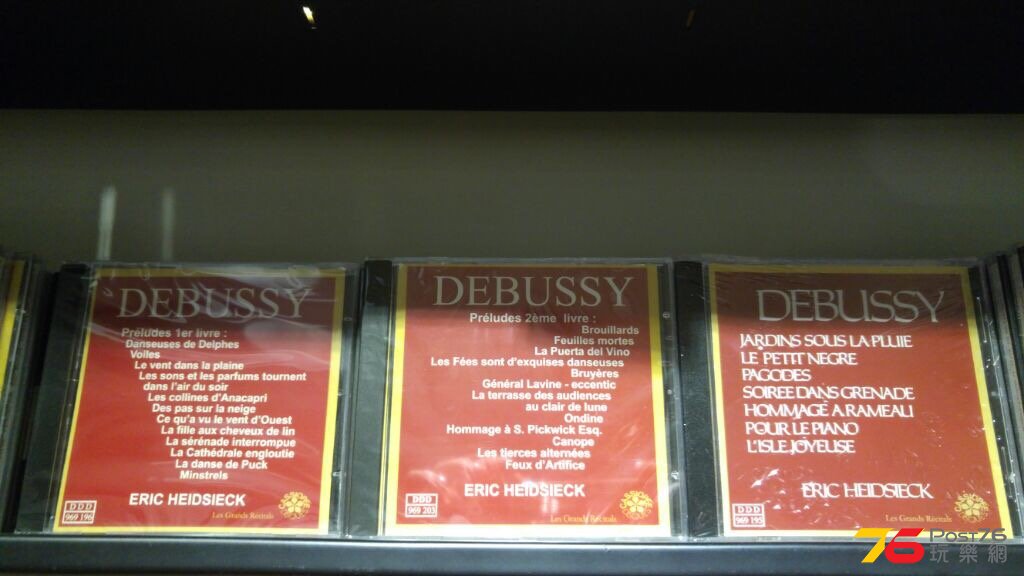 DEBUSSY
Préludes 1er livre :
Danseuses de Delphes
Voiles
Le vent dans la plaine
Les sons et les parfums tournent
dans l'air du soir
Les collines d'Anacapri
Des pas sur la neige
Ce qu'a vu le vent d'Ouest
La fille aux cheveux de lin
La sérénade interrompue
La Cathédrale engloutie
La danse de Puck
Minstrels
ERIC HEIDSIECK
DDD
969 196
Les Grands Récitals
DEBUSSY
Préludes 2ème livre :
Brouillards
Feuilles mortes
La Puerta del Vino
Les Fées sont d'exquises danseuses
Bruyères
Général Lavine - eccentic
La terrasse des audiences
au clair de lune
Ondine
Hommage à S. Pickwick Esq.
Canope
Les tierces alternées
Feux d'Artifice
ERIC HEIDSIECK
DDD
969 203
Les Grands Récitals
DEBUSSY
JARDINS SOUS LA PLUIE
LE PETIT NEGRE
PAGODES
SOIREE DANS GRENADE
HOMMAGE A RAMEAU
POUR LE PIANO
L'ISLE JOYEUSE
ERIC HEIDSIECK
DDD
969 195
Les Grands Récitals
76 Post76
玩樂網